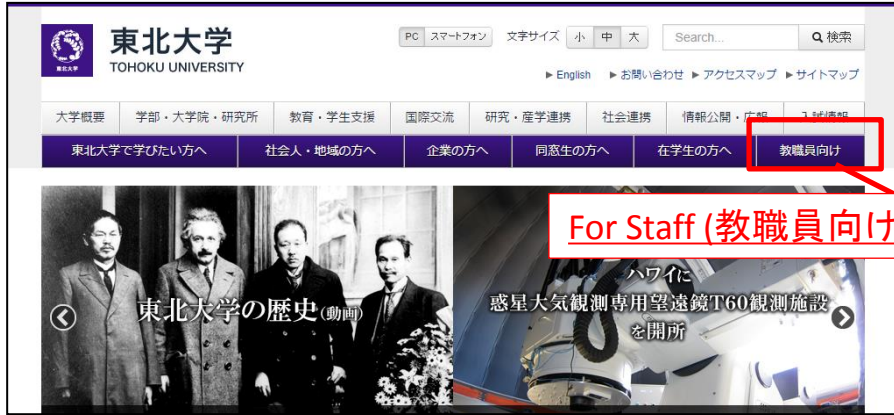 東北大学
TOHOKU UNIVERSITY
東北大学
PC スマートフォン 文字サイズ 小 中 大 Search... 検索
English お問い合わせ アクセスマップ サイトマップ
大学概要 学部・大学院・研究所 教育・学生支援 国際交流 研究・産学連携 社会連携 情報公開・広報 入試情報
東北大学で学びたい方へ 社会人・地域の方へ 企業の方へ 同窓生の方へ 在学生の方へ 教職員向け
For Staff (教職員向け
東北大学の歴史(動画)
ハワイに
惑星大気観測専用望遠鏡T60観測施設
を開所